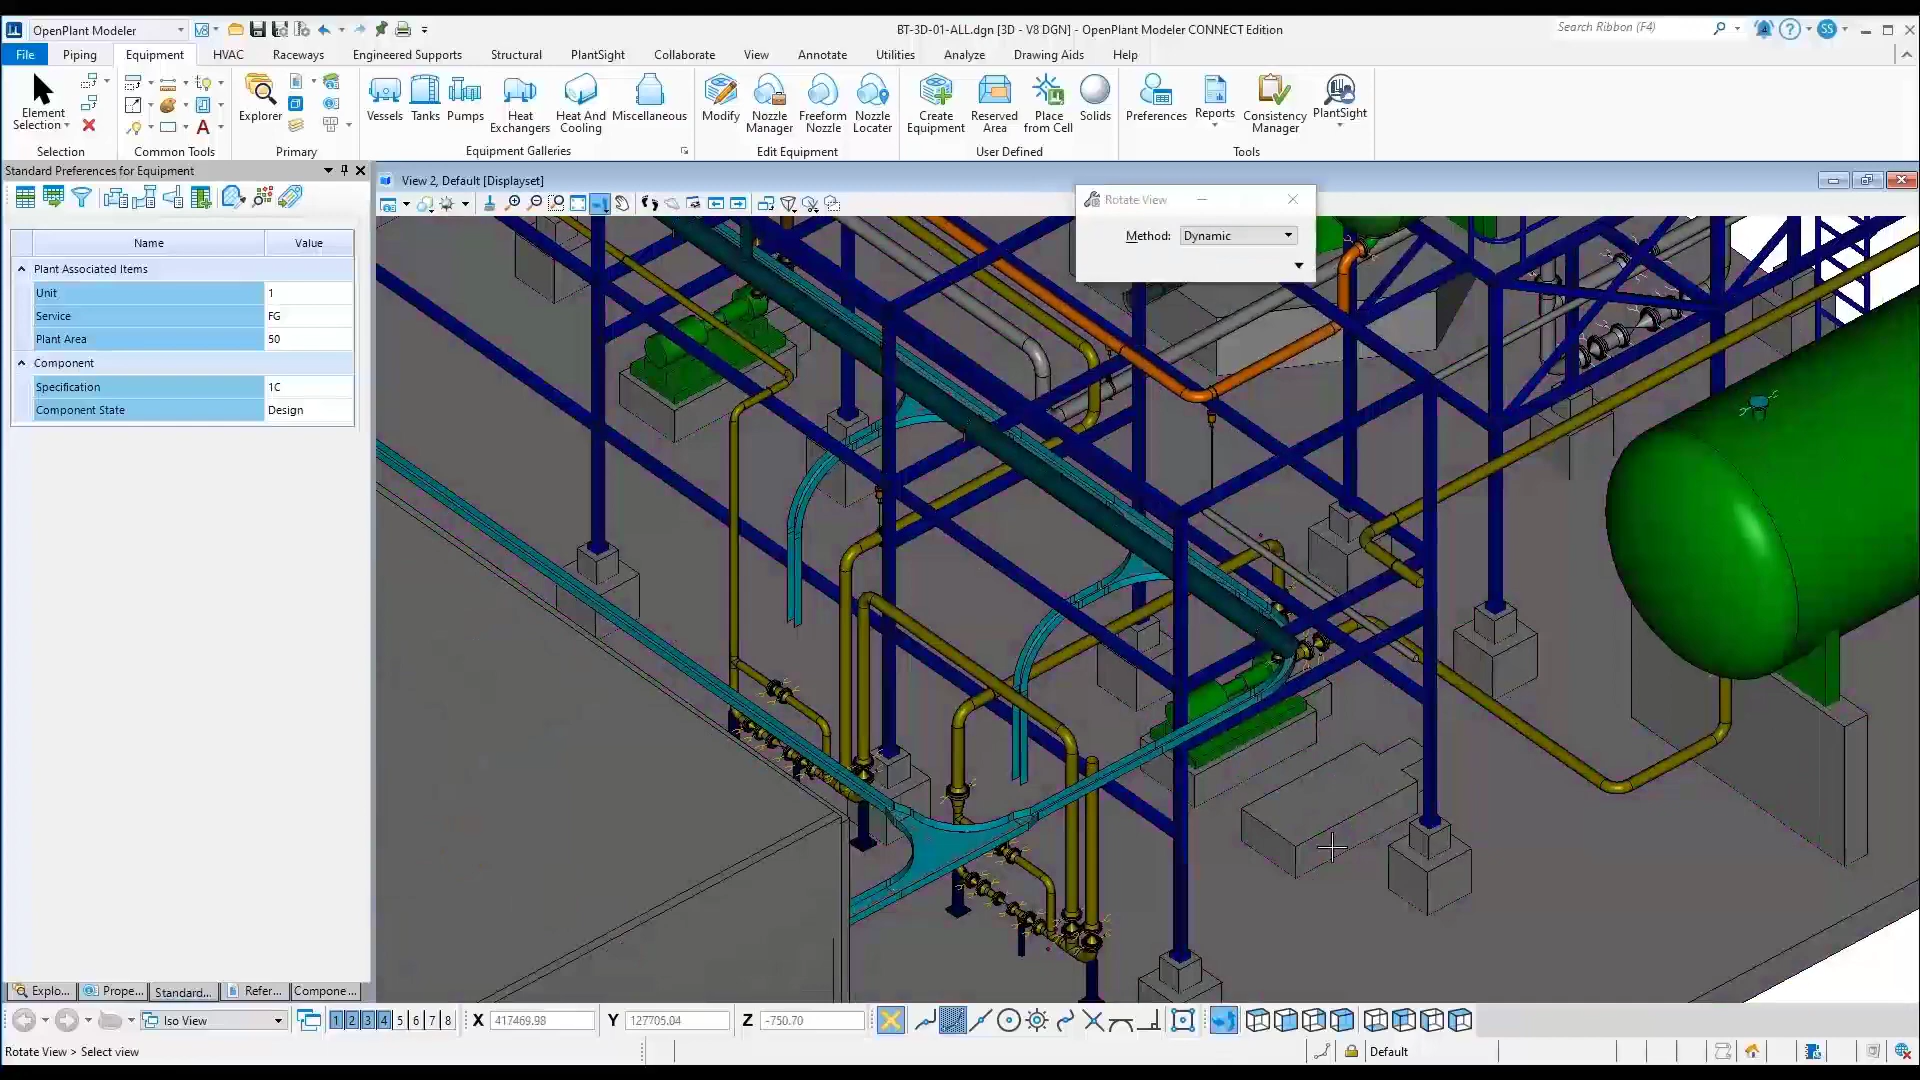 OpenPlant Modeler
BT-3D-01-ALL.dgn [3D - V8 DGN] - OpenPlant Modeler CONNECT Edition
Search Ribbon (F4)
SS
File Piping Equipment HVAC Raceways Engineered Supports Structural PlantSight Collaborate View Annotate Utilities Analyze Drawing Aids Help
Element Selection
Explorer
Vessels Tanks Pumps Heat Exchangers Heat And Cooling Miscellaneous
Modify Nozzle Manager Freeform Nozzle Nozzle Locater
Create Equipment Reserved Area Place from Cell Solids
Preferences Reports Consistency Manager PlantSight
Selection Common Tools Primary Equipment Galleries Edit Equipment User Defined Tools
Standard Preferences for Equipment
View 2, Default [Displayset]
Rotate View
Method: Dynamic
Name Value
Plant Associated Items
Unit 1
Service FG
Plant Area 50
Component
Specification 1C
Component State Design
Explo... Prope... Standard... Refer... Compone...
Iso View 1 2 3 4 5 6 7 8 X 417469.98 Y 127705.04 Z -750.70
Rotate View > Select view
Default